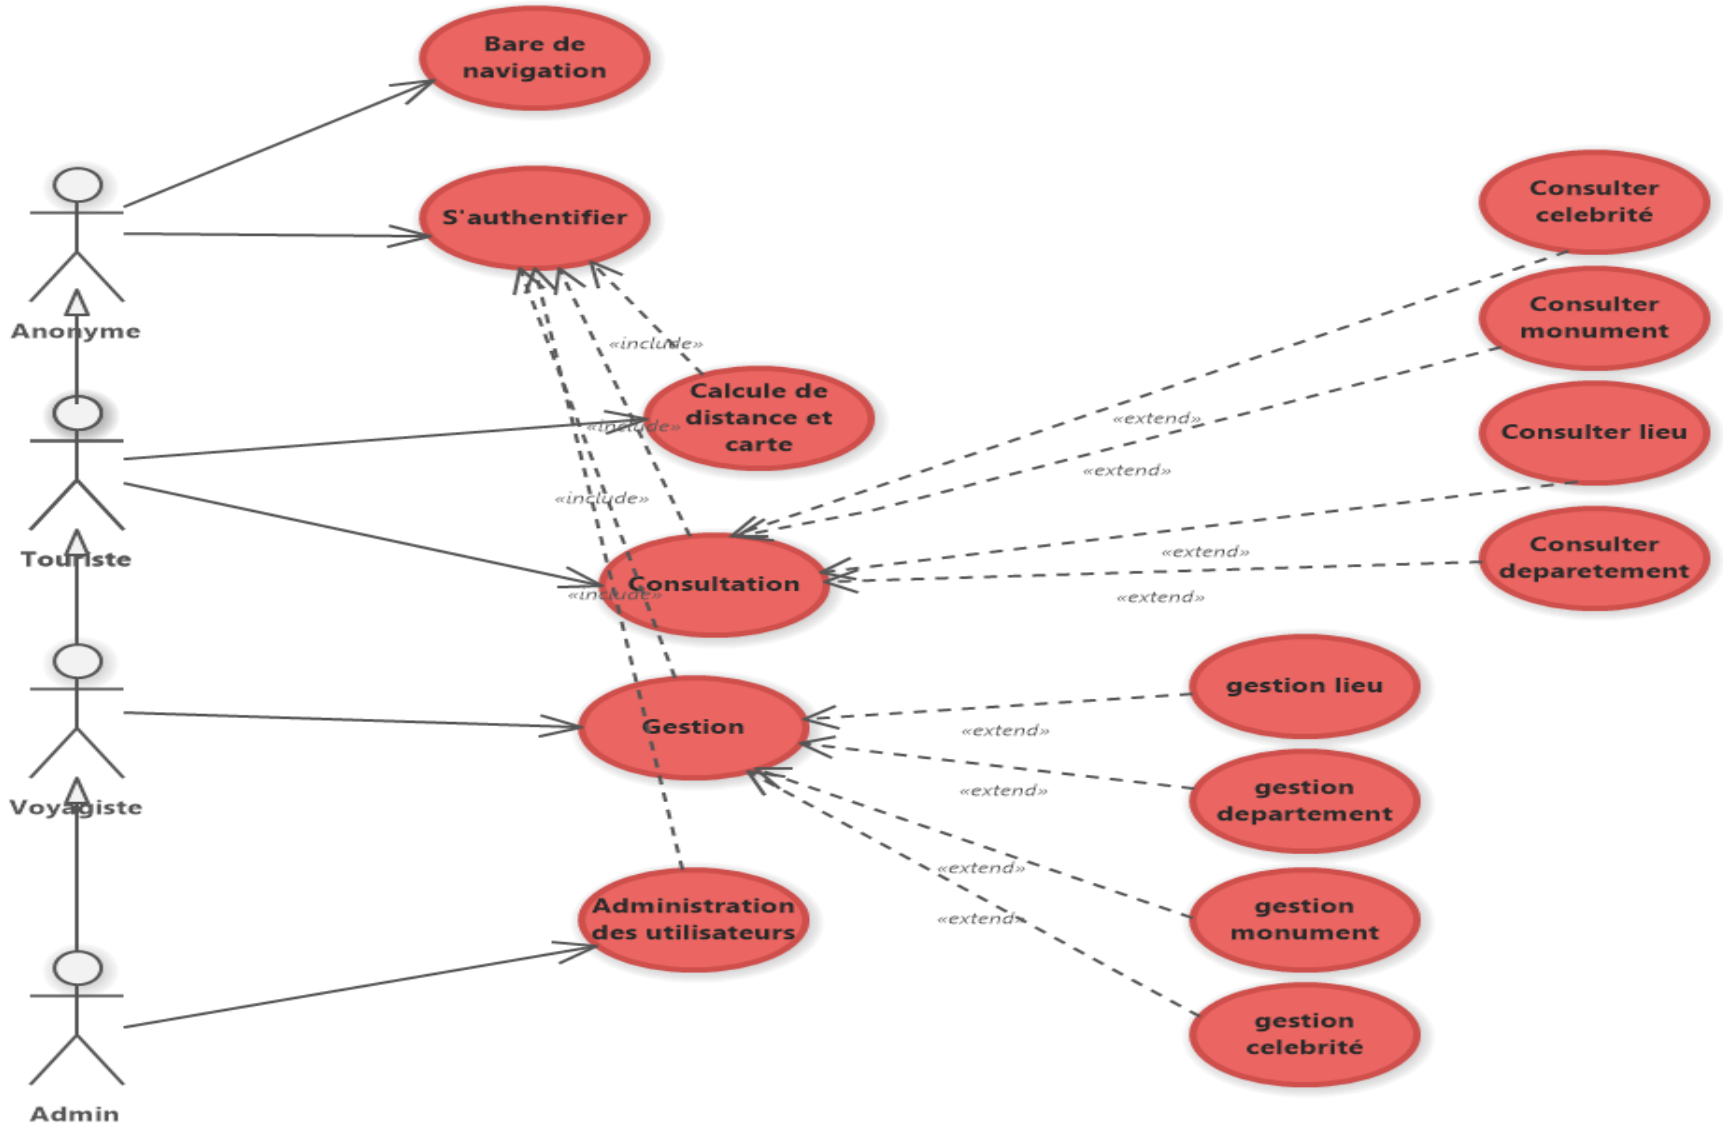 Bare de
navigation
S'authentifier
Consulter
celebrité
Consulter
monument
Anonyme
«include»
Calcule de
distance et
carte
«include»
«extend»
Consulter lieu
«extend»
«include»
Touriste
Consultation
«include»
«extend»
Consulter
deparetement
«extend»
gestion lieu
Gestion
«extend»
gestion
departement
«extend»
Voyagiste
Administration
des utilisateurs
«extend»
gestion
monument
«extend»
gestion
celebrité
Admin